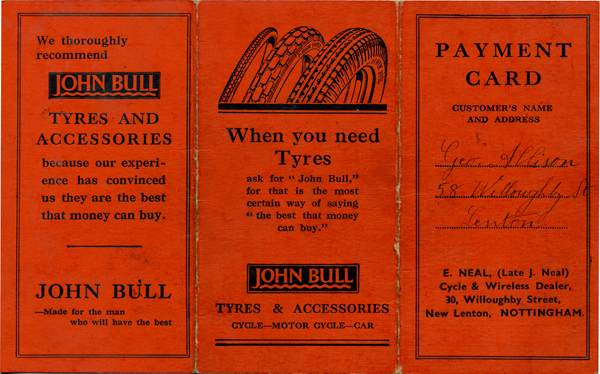 We thoroughly
recommend
JOHN BULL
TYRES AND
ACCESSORIES
because our experi-
ence has convinced
us they are the best
that money can buy.
JOHN BULL
—Made for the man
who will have the best
When you need
Tyres
ask for " John Bull,"
for that is the most
certain way of saying
" the best that money
can buy."
JOHN BULL
TYRES & ACCESSORIES
CYCLE—MOTOR CYCLE—CAR
PAYMENT
CARD
CUSTOMER'S NAME
AND ADDRESS
Geo. Allison
58 Willoughby St
Lenton
E. NEAL, (Late J. Neal)
Cycle & Wireless Dealer,
30, Willoughby Street,
New Lenton, NOTTINGHAM.